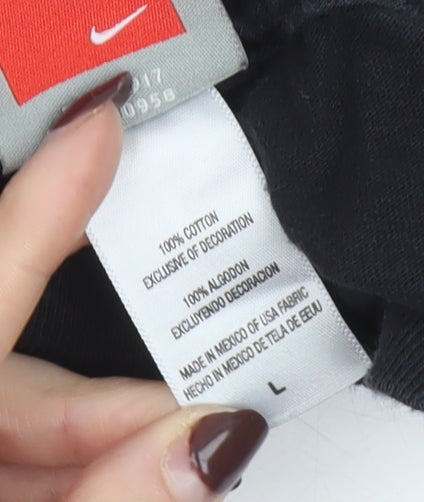 100% COTTON
EXCLUSIVE OF DECORATION
100% ALGODON
EXCLUYENDO DECORACION
MADE IN MEXICO OF USA FABRIC
HECHO IN MEXICO DE TELA DE EEUU
L